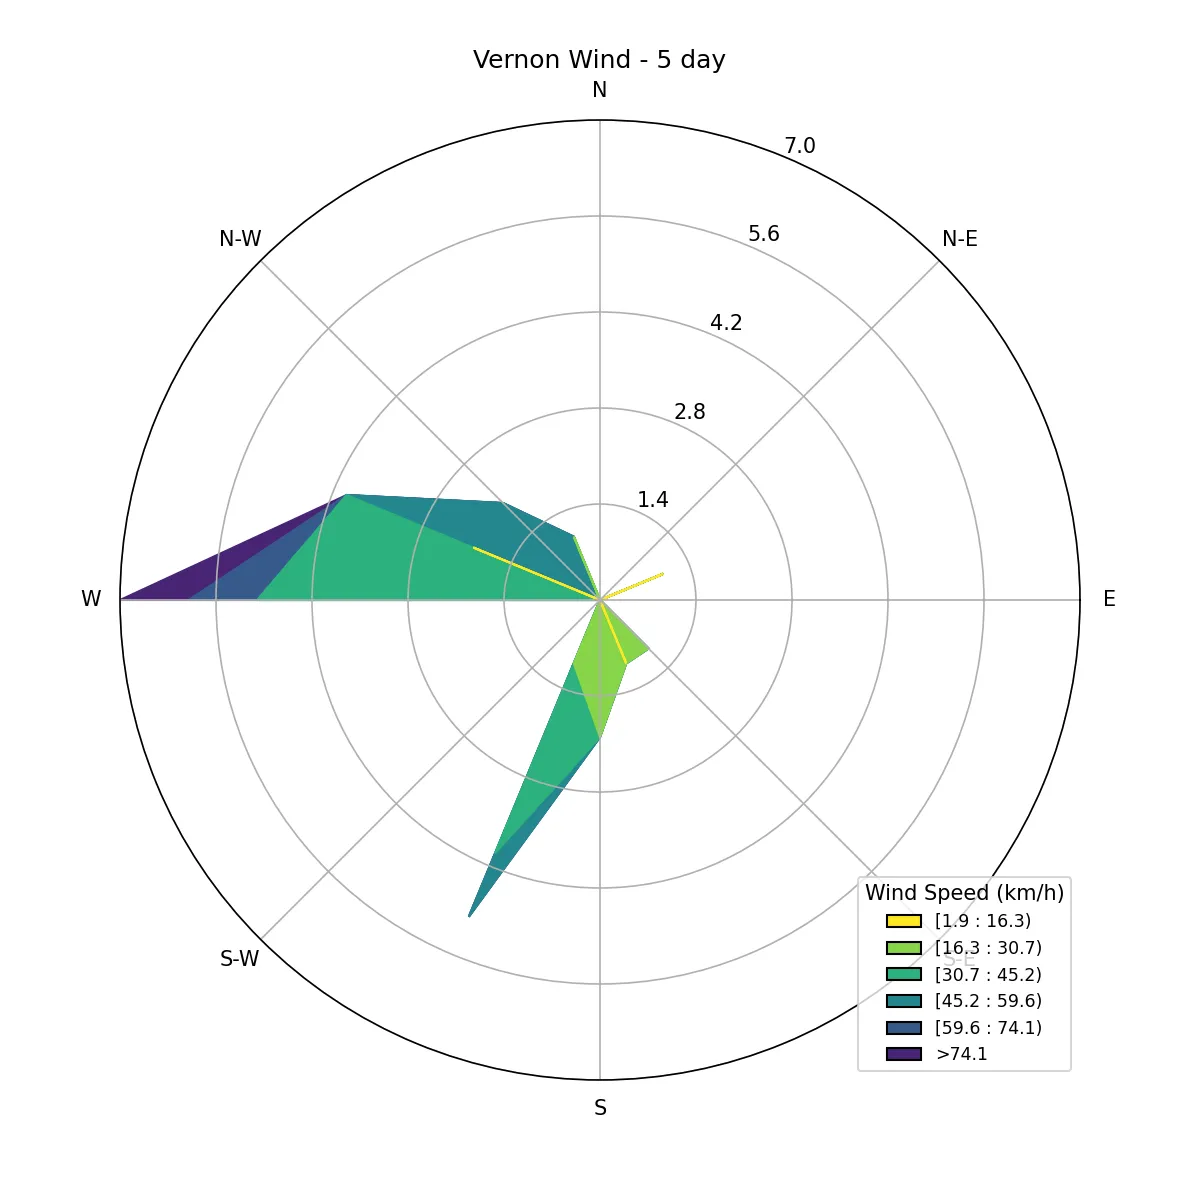 Vernon Wind - 5 day
N
7.0
N-W
5.6
N-E
4.2
2.8
1.4
W
E
S-W
S-E
S
Wind Speed (km/h)
[1.9 : 16.3)
[16.3 : 30.7)
[30.7 : 45.2)
[45.2 : 59.6)
[59.6 : 74.1)
>74.1